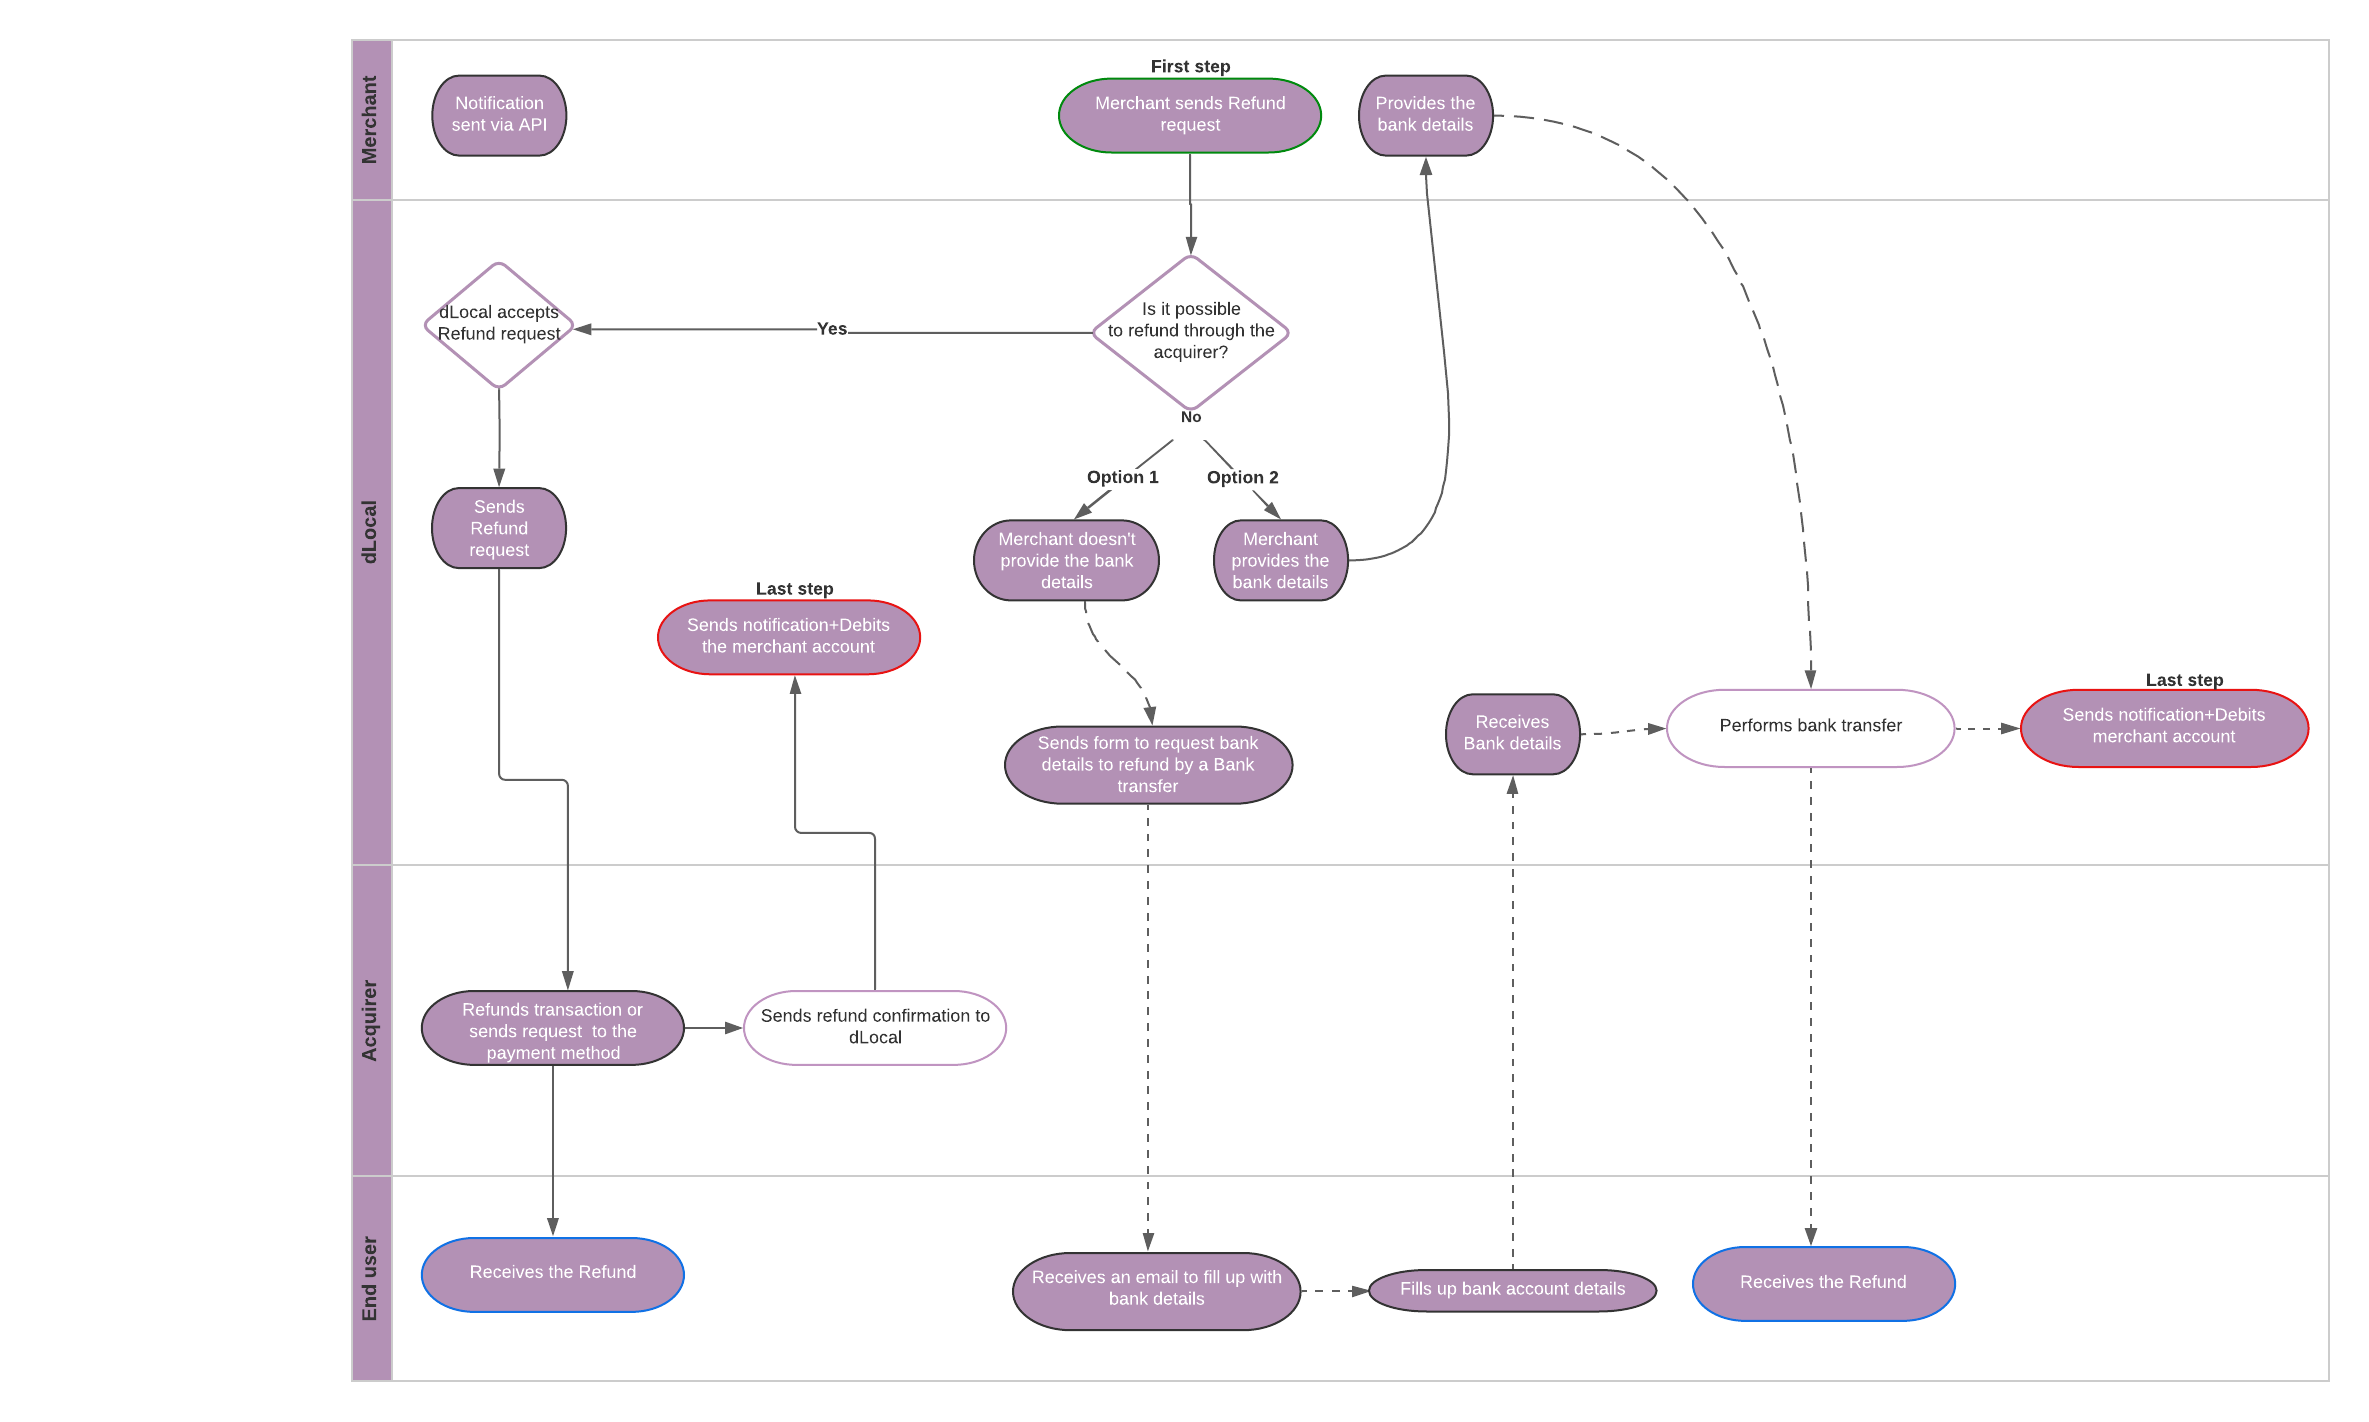 Merchant
Notification
sent via API
First step
Merchant sends Refund
request
Provides the
bank details
dLocal
dLocal accepts
Refund request
Yes
Is it possible
to refund through the
acquirer?
No
Option 1
Option 2
Sends
Refund
request
Merchant doesn't
provide the bank
details
Merchant
provides the
bank details
Last step
Sends notification+Debits
the merchant account
Sends form to request bank
details to refund by a Bank
transfer
Receives
Bank details
Performs bank transfer
Last step
Sends notification+Debits
merchant account
Acquirer
Refunds transaction or
sends request  to the
payment method
Sends refund confirmation to
dLocal
End user
Receives the Refund
Receives an email to fill up with
bank details
Fills up bank account details
Receives the Refund